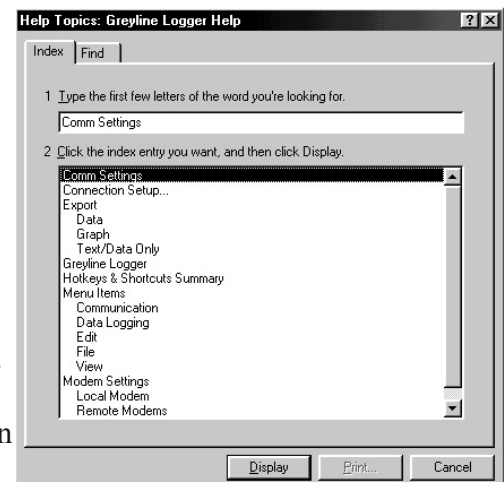 Help Topics: Greyline Logger Help
Index Find
1 Type the first few letters of the word you're looking for.
Comm Settings
2 Click the index entry you want, and then click Display.
Comm Settings
Connection Setup...
Export
Data
Graph
Text/Data Only
Greyline Logger
Hotkeys & Shortcuts Summary
Menu Items
Communication
Data Logging
Edit
File
View
Modem Settings
Local Modem
Remote Modems
n
Display Print... Cancel